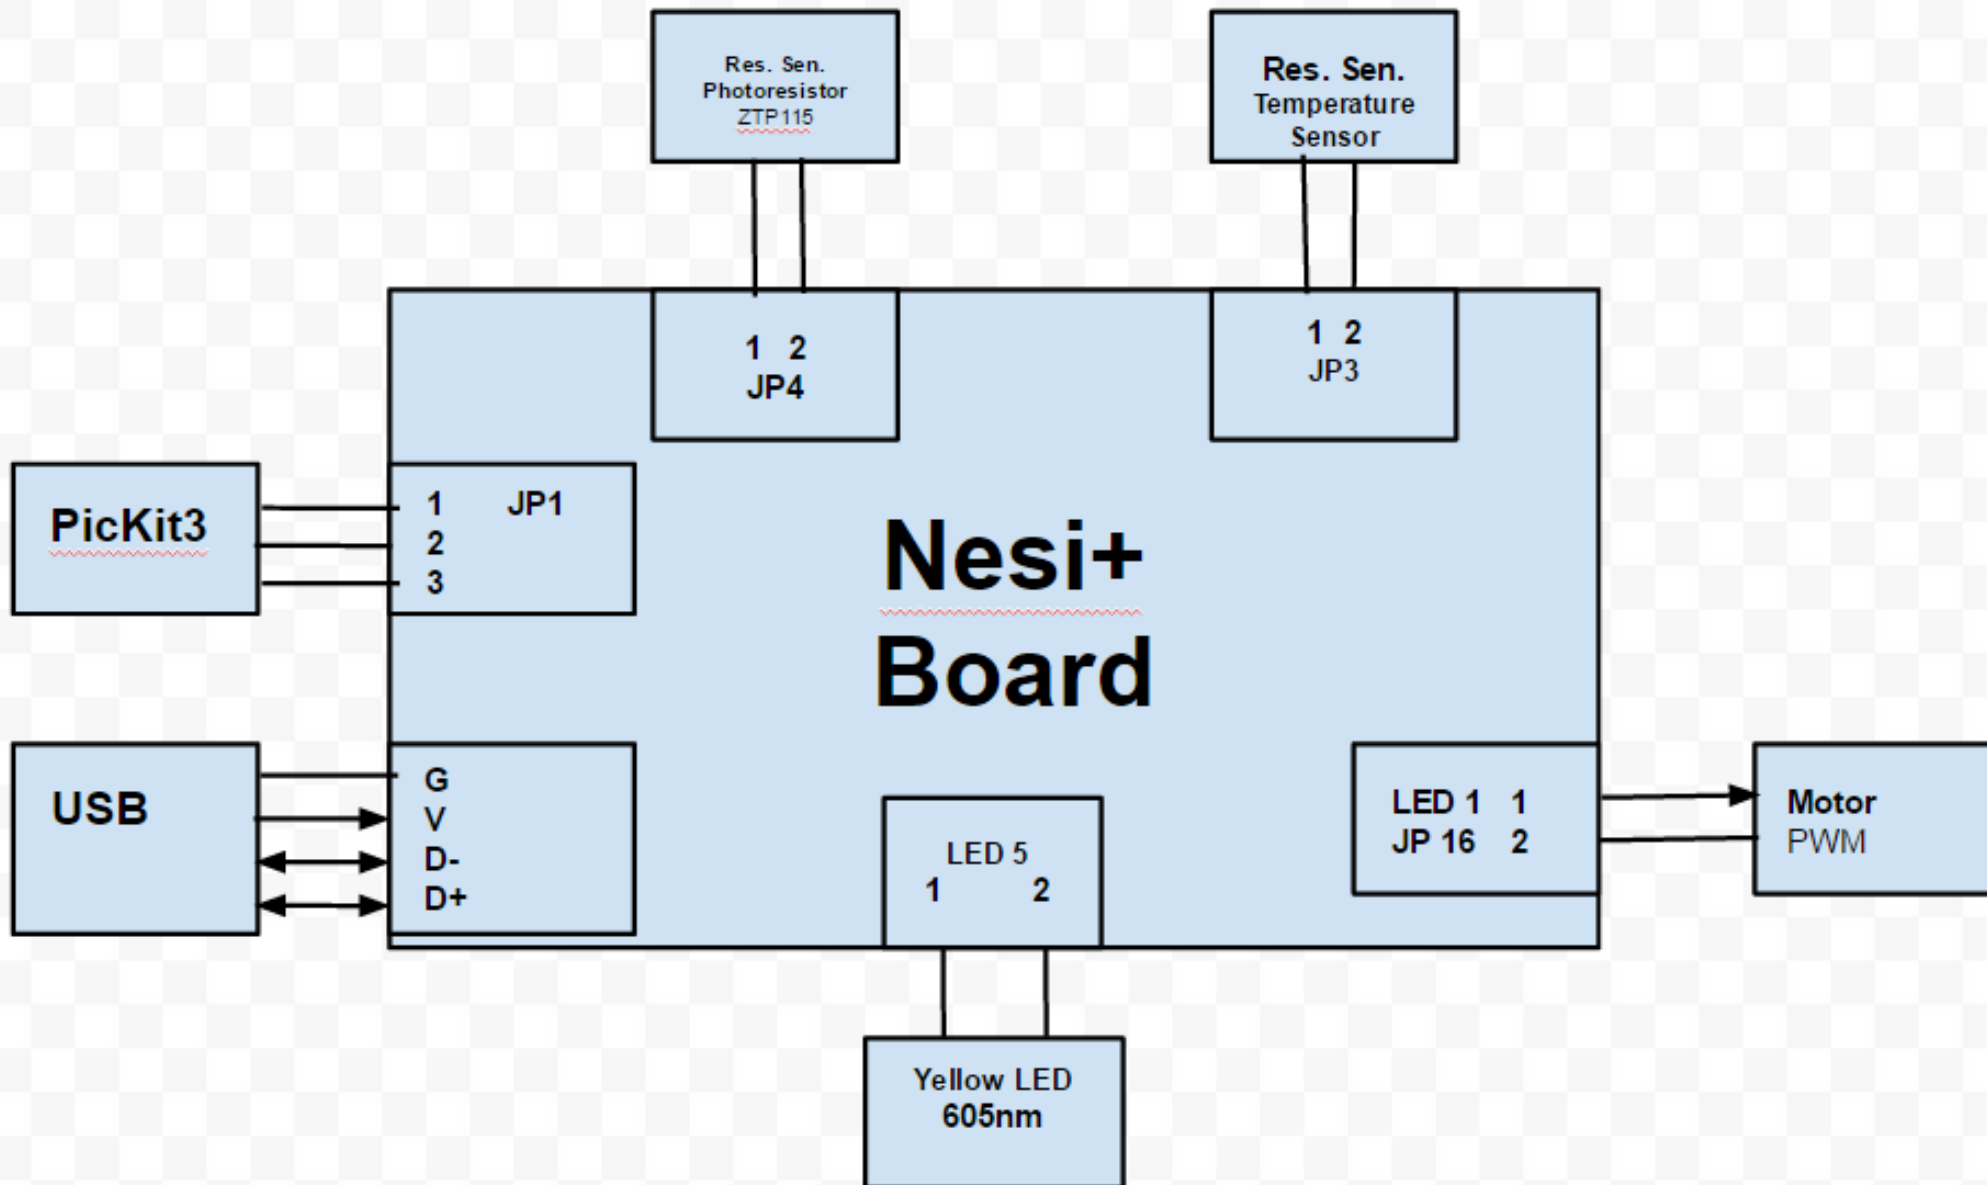 Res. Sen.
Photoresistor
ZTP115
Res. Sen.
Temperature
Sensor
1 2
JP4
1 2
JP3
PicKit3
1 JP1
2
3
Nesi+
Board
USB
G
V
D-
D+
LED 5
1 2
LED 1 1
JP 16 2
Motor
PWM
Yellow LED
605nm